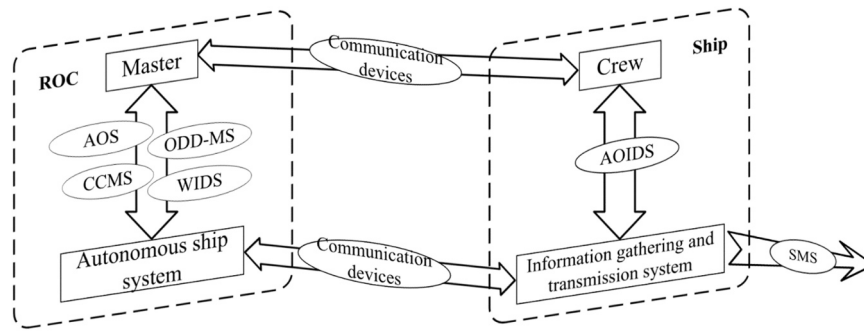 ROC
Master
Communication
devices
Crew
Ship
AOS
ODD-MS
CCMS
WIDS
AOIDS
Autonomous ship
system
Communication
devices
Information gathering and
transmission system
SMS